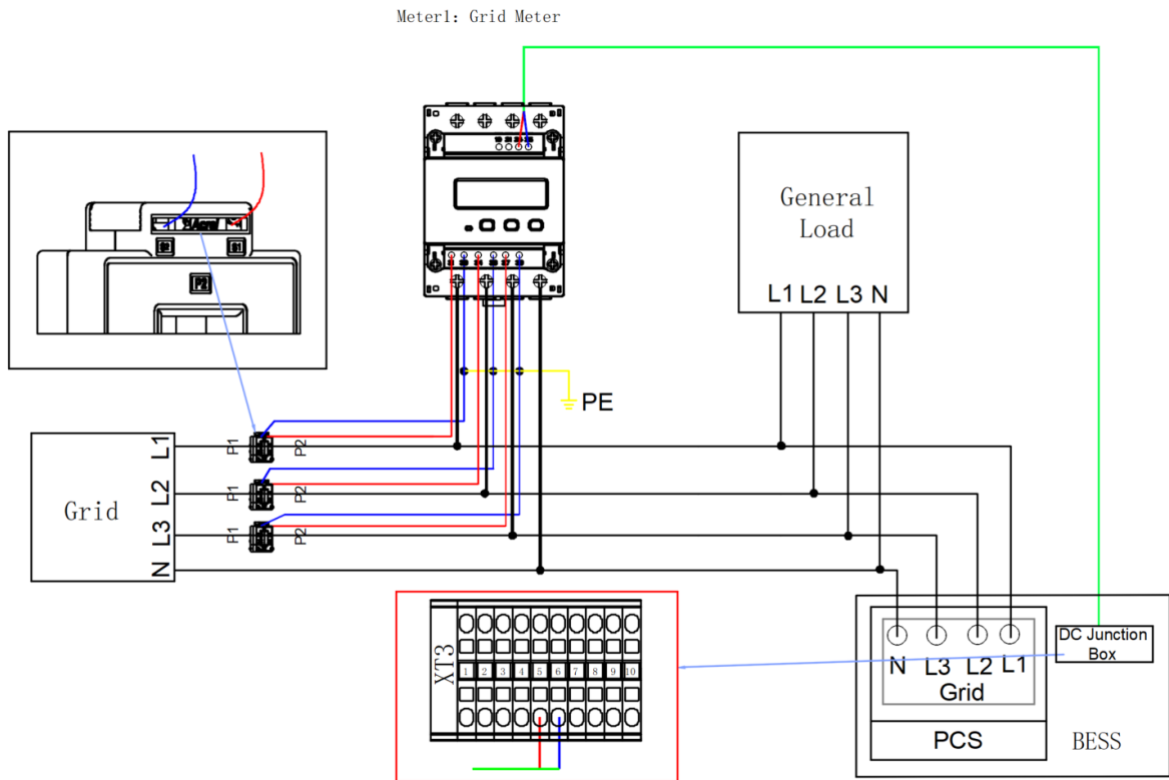 Meter1: Grid Meter
General
Load
L1 L2 L3 N
P2
PE
Grid
L1
L2
L3
N
P1
P2
P1
P2
P1
P2
XT3
1 2 3 4 5 6 7 8 9 10
DC Junction
Box
N L3 L2 L1
Grid
PCS
BESS